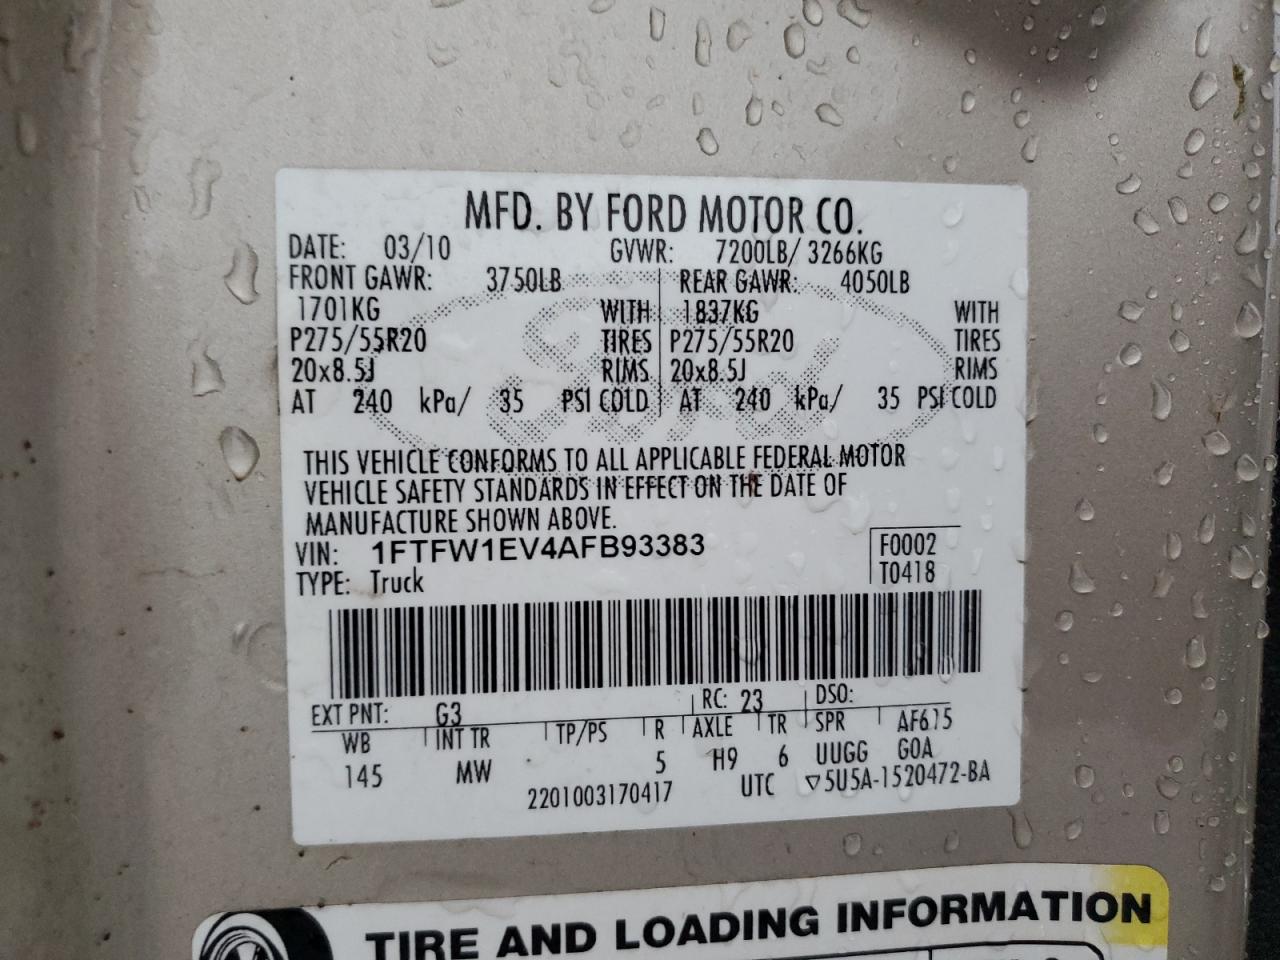 MFD. BY FORD MOTOR CO.
DATE: 03/10 GVWR: 7200LB/ 3266KG
FRONT GAWR: 3750LB REAR GAWR: 4050LB
1701KG WITH 1837KG WITH
P275/55R20 TIRES P275/55R20 TIRES
20x8.5J RIMS 20x8.5J RIMS
AT 240 kPa/ 35 PSI COLD AT 240 kPa/ 35 PSI COLD
THIS VEHICLE CONFORMS TO ALL APPLICABLE FEDERAL MOTOR
VEHICLE SAFETY STANDARDS IN EFFECT ON THE DATE OF
MANUFACTURE SHOWN ABOVE.
VIN: 1FTFW1EV4AFB93383 F0002
TYPE: Truck T0418
EXT PNT: G3 RC: 23 DSO:
WB INT TR TP/PS R AXLE TR SPR AF675
145 MW 5 H9 6 UUGG GOA
2201003170417 UTC ▽5U5A-1520472-BA
TIRE AND LOADING INFORMATION